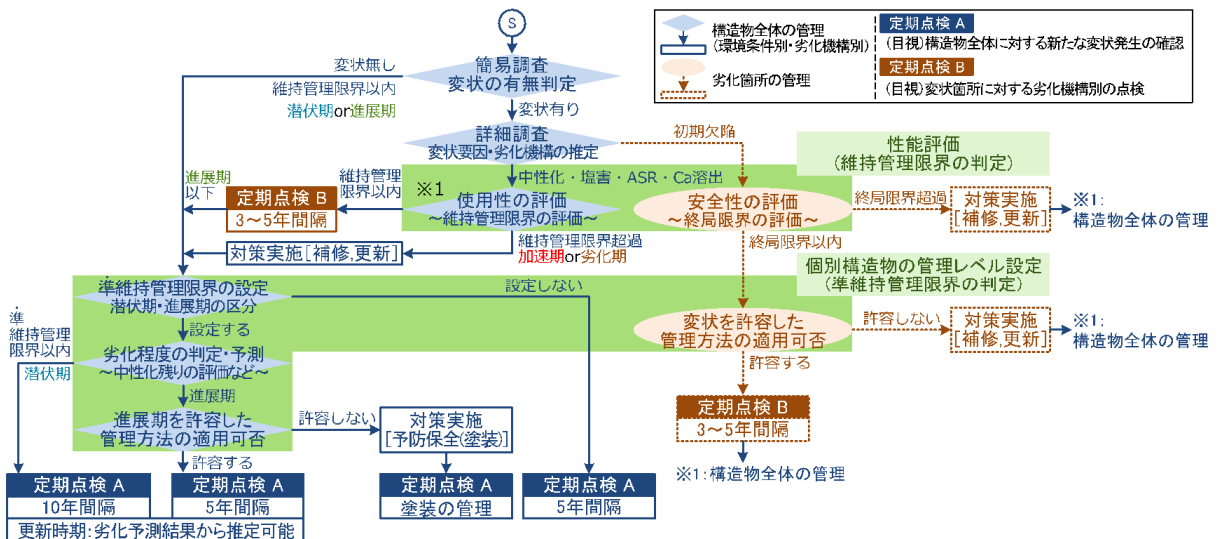 S
構造物全体の管理
(環境条件別・劣化機構別)
劣化箇所の管理
定期点検 A
(目視)構造物全体に対する新たな変状発生の確認
定期点検 B
(目視)変状箇所に対する劣化機構別の点検
変状無し
維持管理限界以内
潜伏期or進展期
簡易調査
変状の有無判定
変状有り
詳細調査
変状要因・劣化機構の推定
初期欠陥
性能評価
(維持管理限界の判定)
中性化・塩害・ASR・Ca溶出
進展期
以下
定期点検 B
3～5年間隔
維持管理
限界以内
※1
使用性の評価
～維持管理限界の評価～
安全性の評価
～終局限界の評価～
終局限界超過
対策実施
[補修,更新]
※1:
構造物全体の管理
対策実施[補修,更新]
維持管理限界超過
加速期or劣化期
終局限界以内
個別構造物の管理レベル設定
(準維持管理限界の判定)
準維持管理限界の設定
潜伏期・進展期の区分
設定しない
設定する
準
維持管理
限界以内
潜伏期
劣化程度の判定・予測
～中性化残りの評価など～
進展期
変状を許容した
管理方法の適用可否
許容しない
対策実施
[補修,更新]
※1:
構造物全体の管理
許容する
進展期を許容した
管理方法の適用可否
許容しない
対策実施
[予防保全(塗装)]
許容する
定期点検 B
3～5年間隔
※1:構造物全体の管理
定期点検 A
10年間隔
定期点検 A
5年間隔
更新時期:劣化予測結果から推定可能
定期点検 A
塗装の管理
定期点検 A
5年間隔